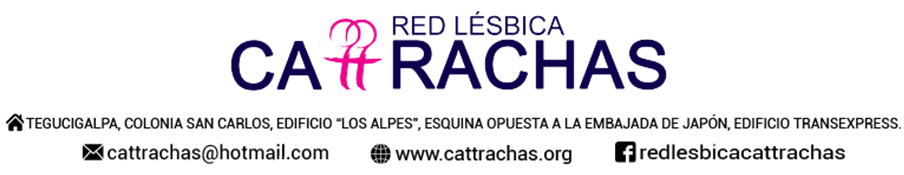 RED LÉSBICA
CATTRACHAS
TEGUCIGALPA, COLONIA SAN CARLOS, EDIFICIO “LOS ALPES”, ESQUINA OPUESTA A LA EMBAJADA DE JAPÓN, EDIFICIO TRANSEXPRESS.
cattrachas@hotmail.com www.cattrachas.org redlesbicacattrachas